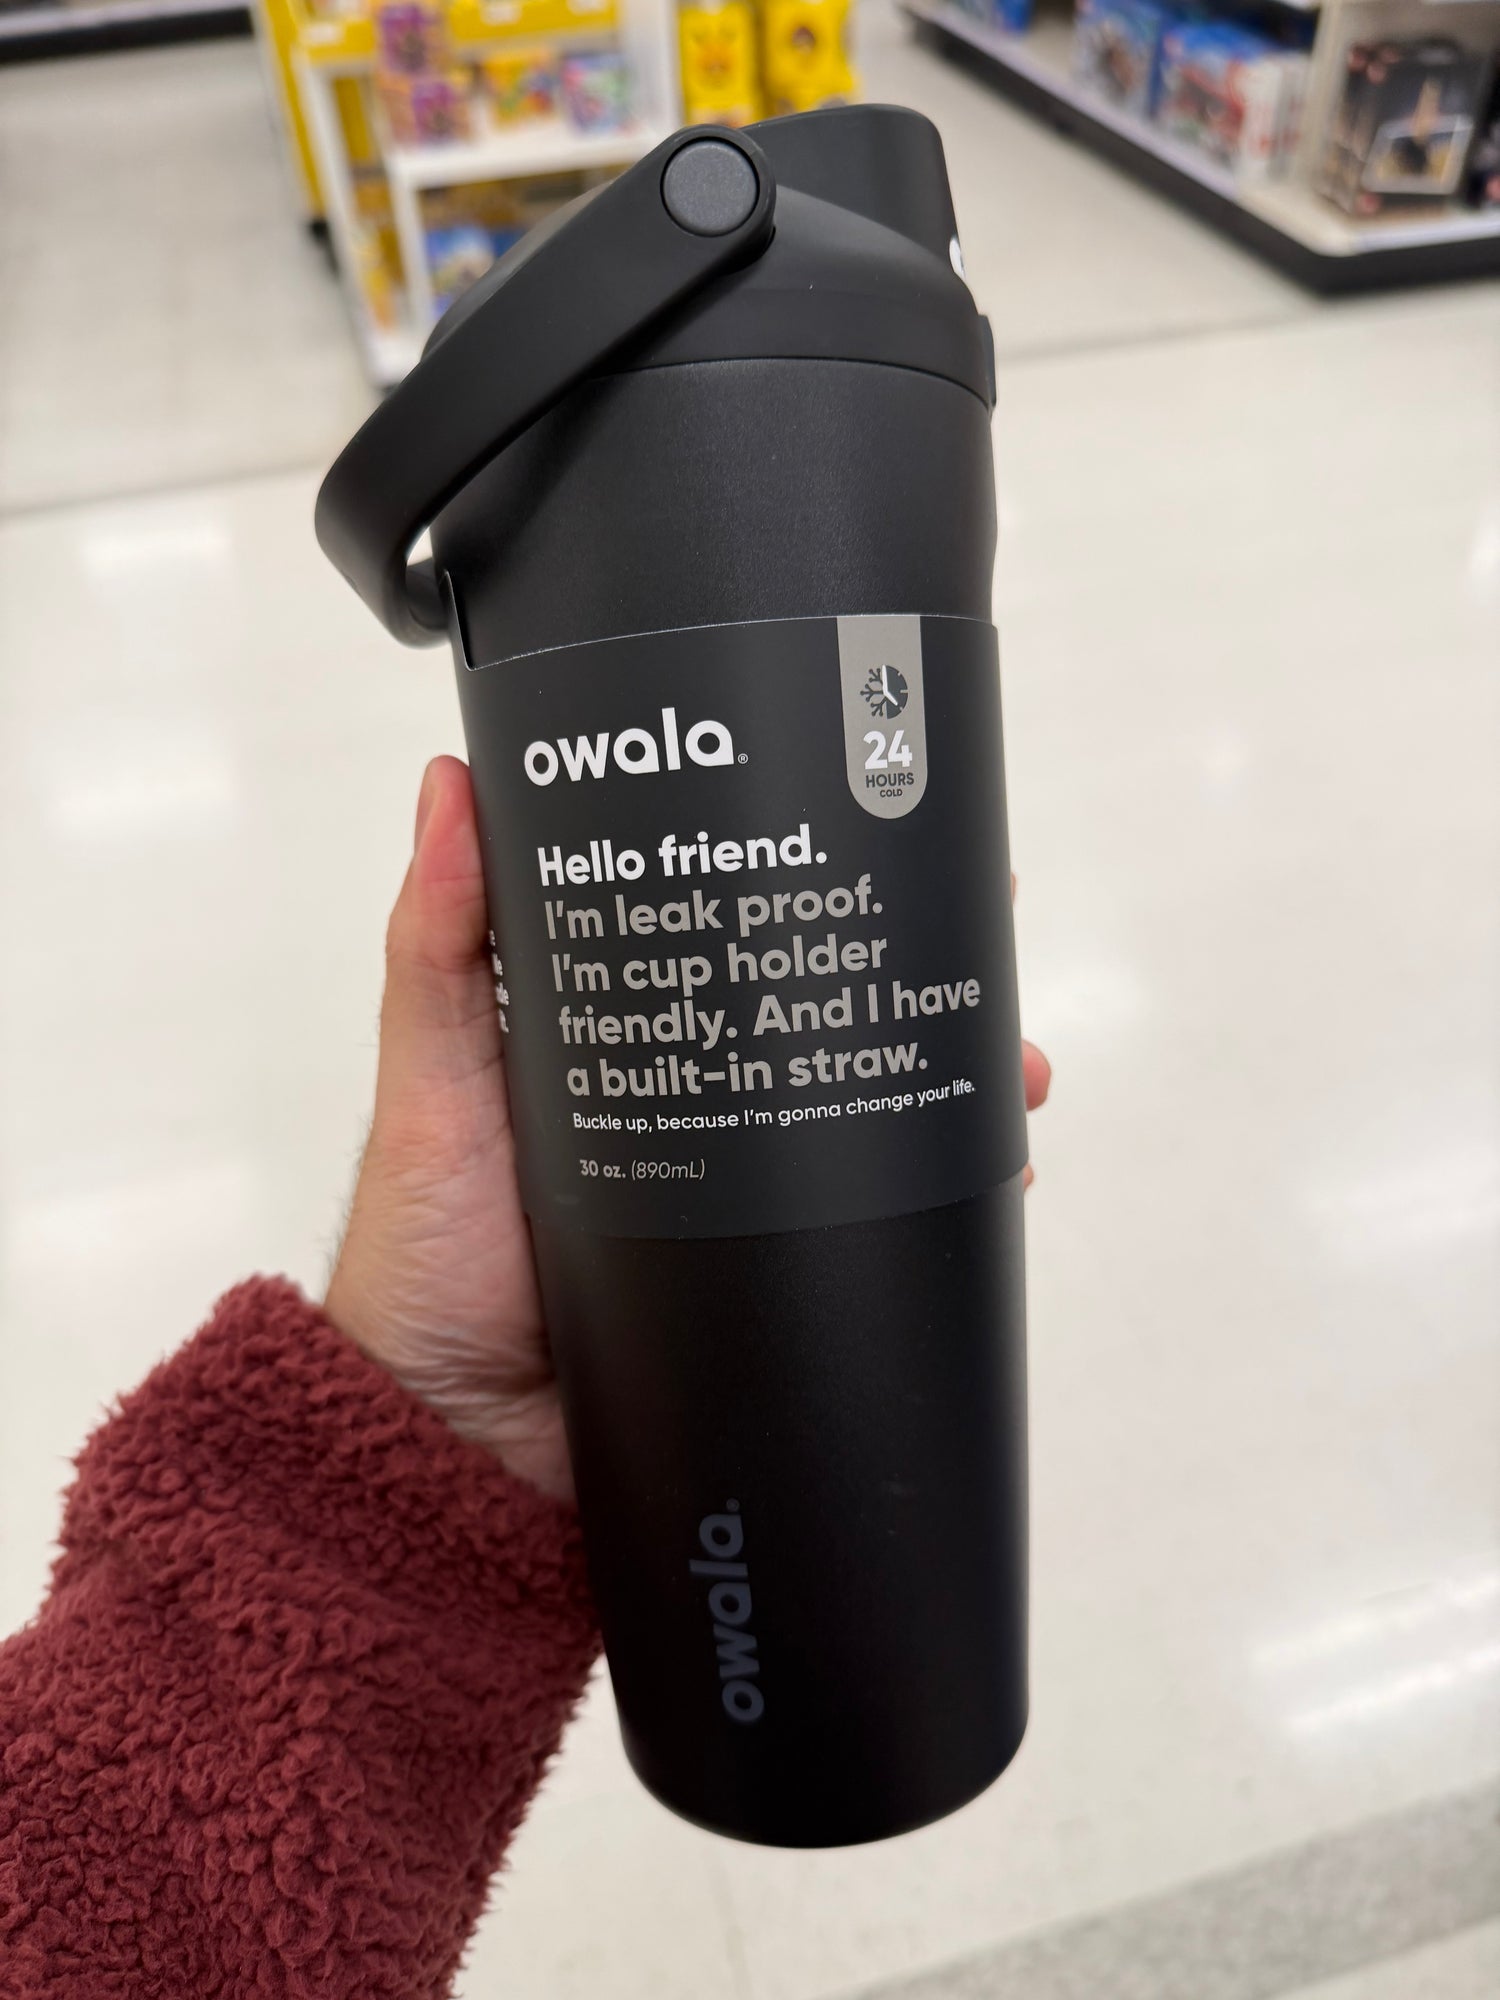 owala®
24
HOURS
COLD
Hello friend.
I'm leak proof.
I'm cup holder
friendly. And I have
a built-in straw.
Buckle up, because I'm gonna change your life.
30 oz. (890mL)
owala®